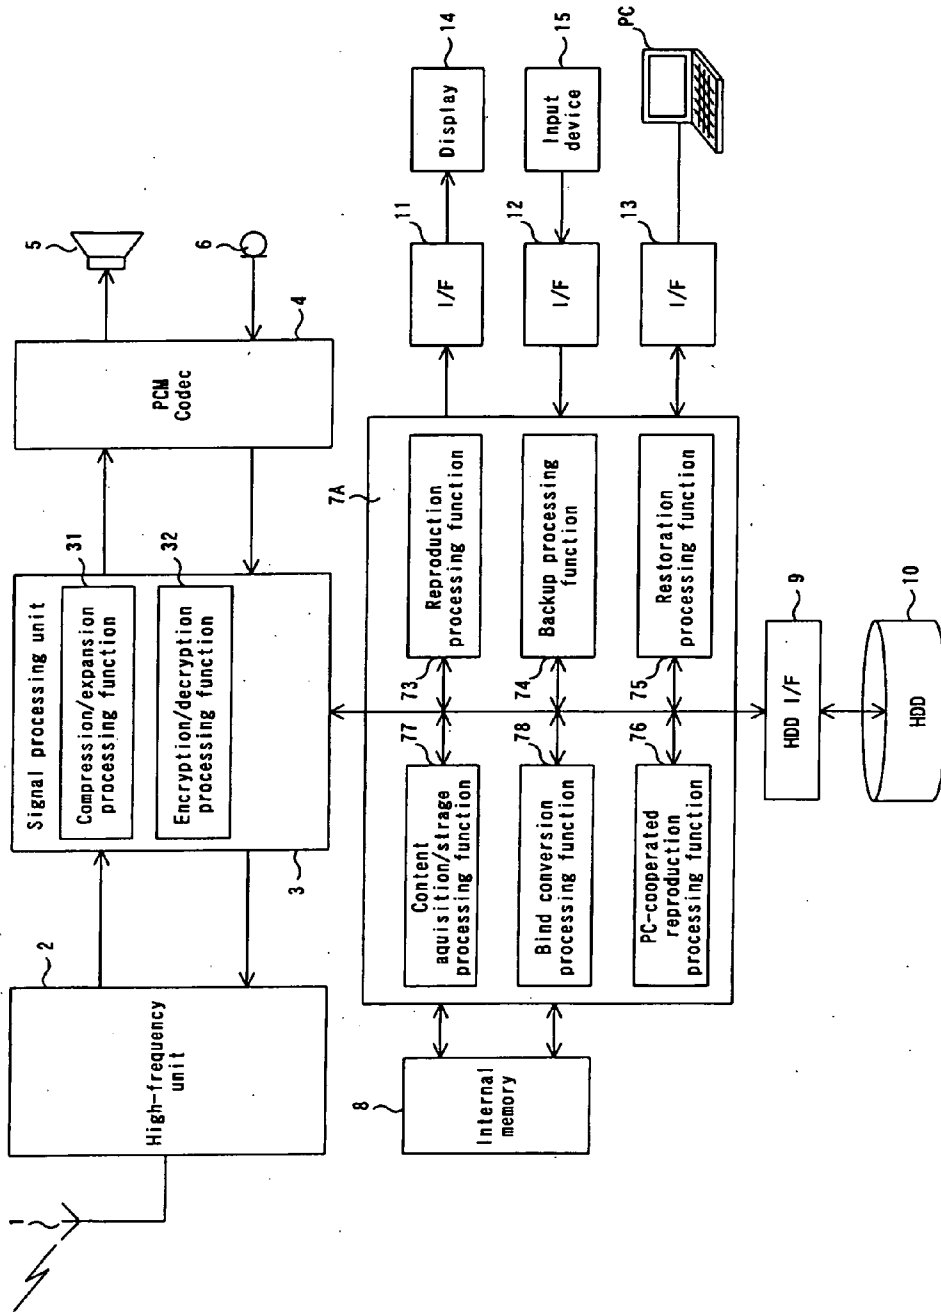 1
2
High-frequency
unit
3
Signal processing unit
Compression/expansion
processing function
31
Encryption/decryption
processing function
32
PCM
Codec
4
5
6
8
Internal
memory
7A
Content
aquisition/strage
processing function
77
Bind conversion
processing function
78
PC-cooperated
reproduction
processing function
76
Reproduction
processing function
73
Backup processing
function
74
Restoration
processing function
75
I/F
11
Display
14
I/F
12
Input
device
15
I/F
13
PC
HDD I/F
9
HDD
10